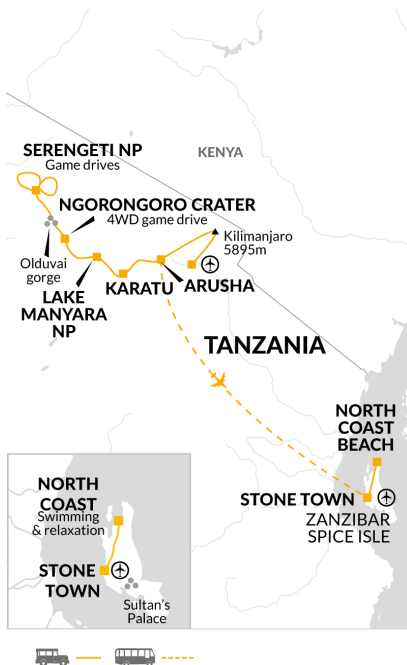 KENYA
SERENGETI NP
Game drives
NGORONGORO CRATER
4WD game drive
Kilimanjaro
5895m
Olduvai
gorge
LAKE
MANYARA
NP
KARATU
ARUSHA
TANZANIA
NORTH
COAST
BEACH
STONE TOWN
ZANZIBAR
SPICE ISLE
NORTH
COAST
Swimming
& relaxation
STONE
TOWN
Sultan's
Palace